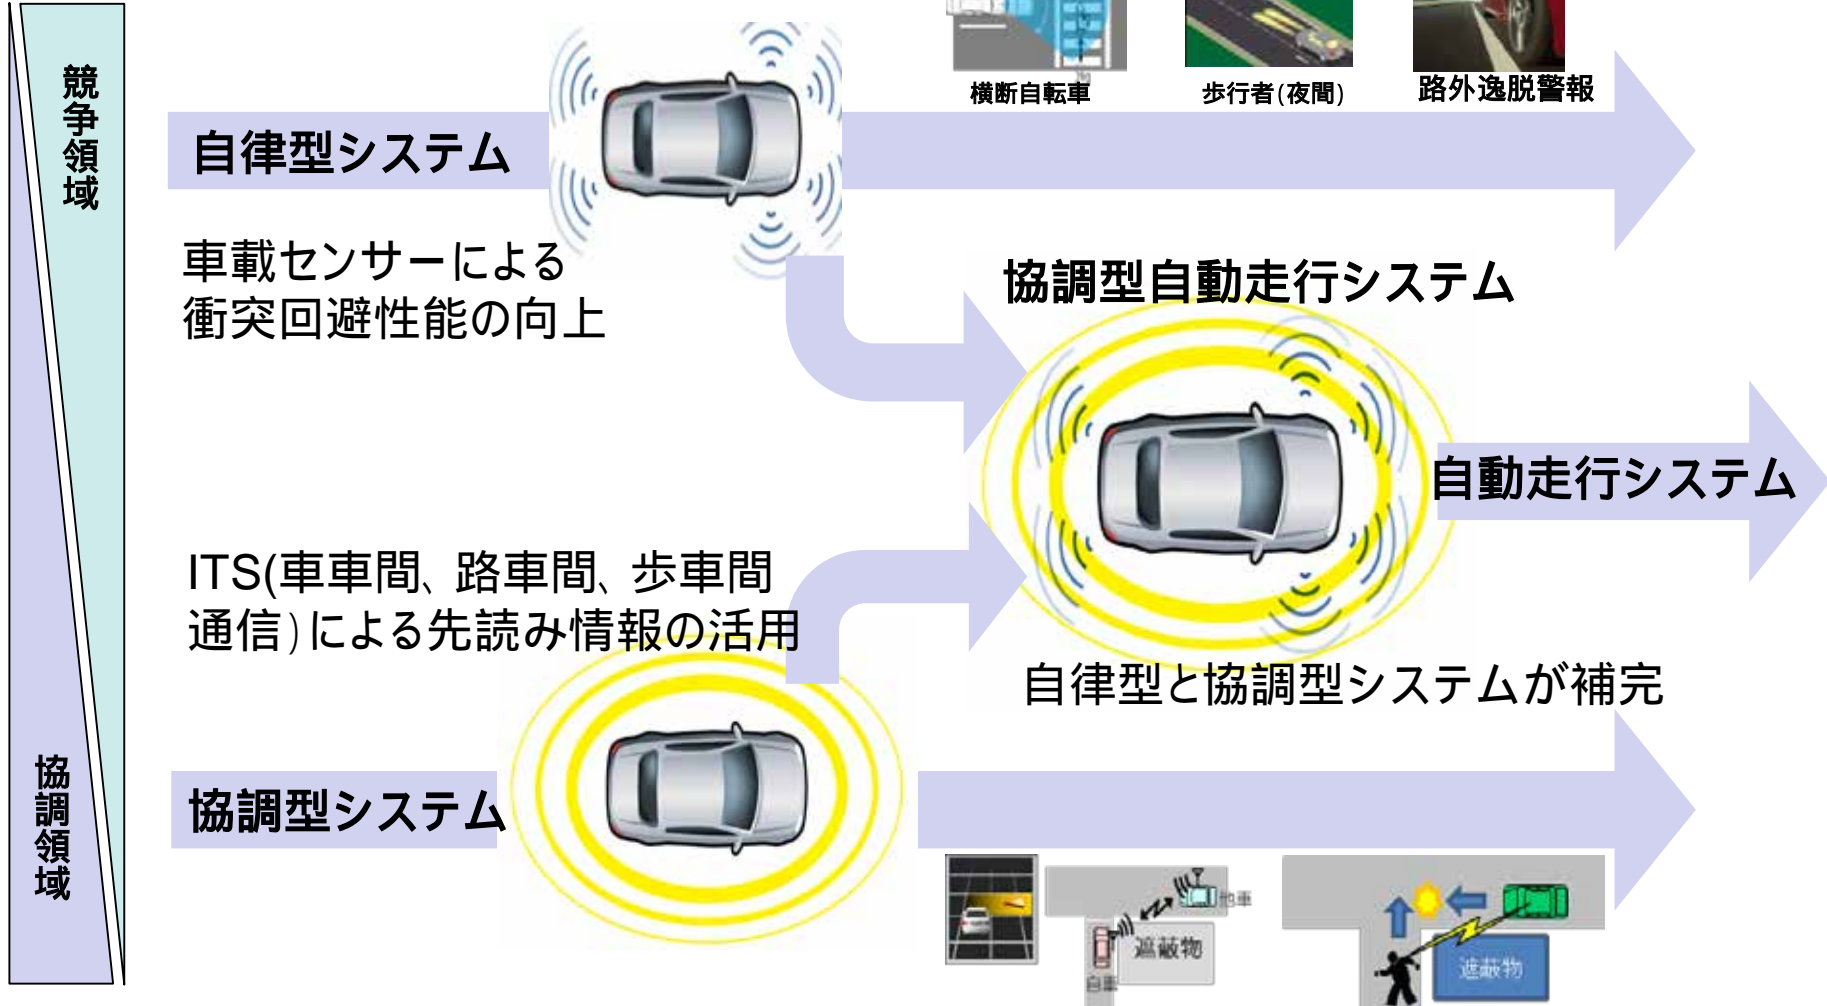 競争領域
横断自転車
歩行者(夜間)
路外逸脱警報
自律型システム
車載センサーによる
衝突回避性能の向上
協調型自動走行システム
自動走行システム
ITS(車車間、路車間、歩車間
通信)による先読み情報の活用
自律型と協調型システムが補完
協調領域
協調型システム
他車
遮蔽物
自車
遮蔽物